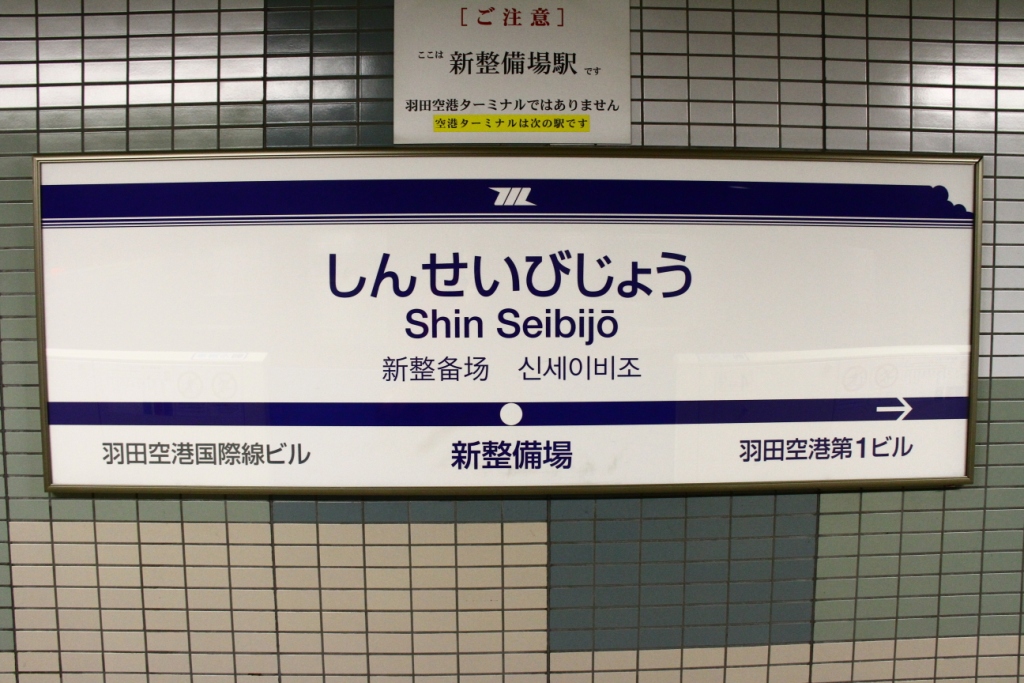 [ご注意]
ここは 新整備場駅 です
羽田空港ターミナルではありません
空港ターミナルは次の駅です
しんせいびじょう
Shin Seibijō
新整备场 신세이비조
羽田空港国際線ビル 新整備場 羽田空港第1ビル